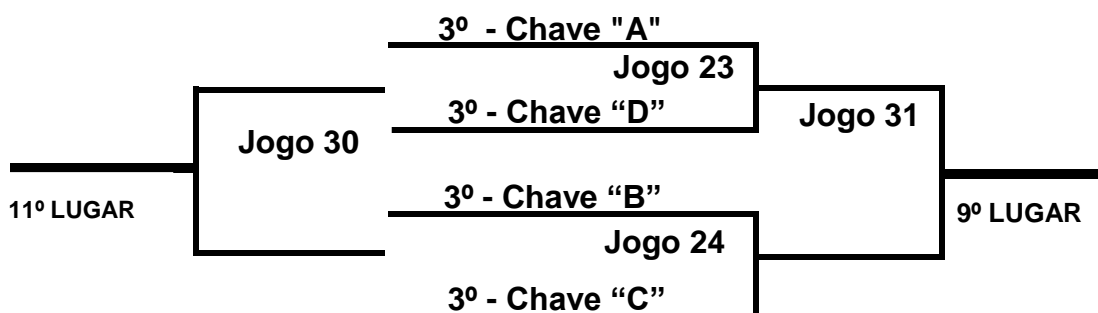 3º - Chave "A"
Jogo 23
3º - Chave “D”
Jogo 31
Jogo 30
3º - Chave “B”
11º LUGAR
9º LUGAR
Jogo 24
3º - Chave “C”